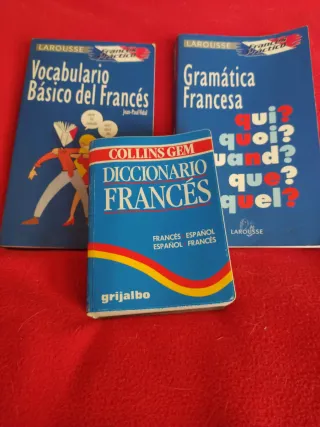 LAROUSSE
Francés
Práctico
Vocabulario
Básico del Francés
Jean-Paul Vidal
LAROUSSE
Francés
Práctico
Gramática
Francesa
qui?
quoi?
quand?
que?
quel?
LAROUSSE
COLLINS GEM
DICCIONARIO
FRANCÉS
FRANCÉS ESPAÑOL
ESPAÑOL FRANCÉS
grijalbo